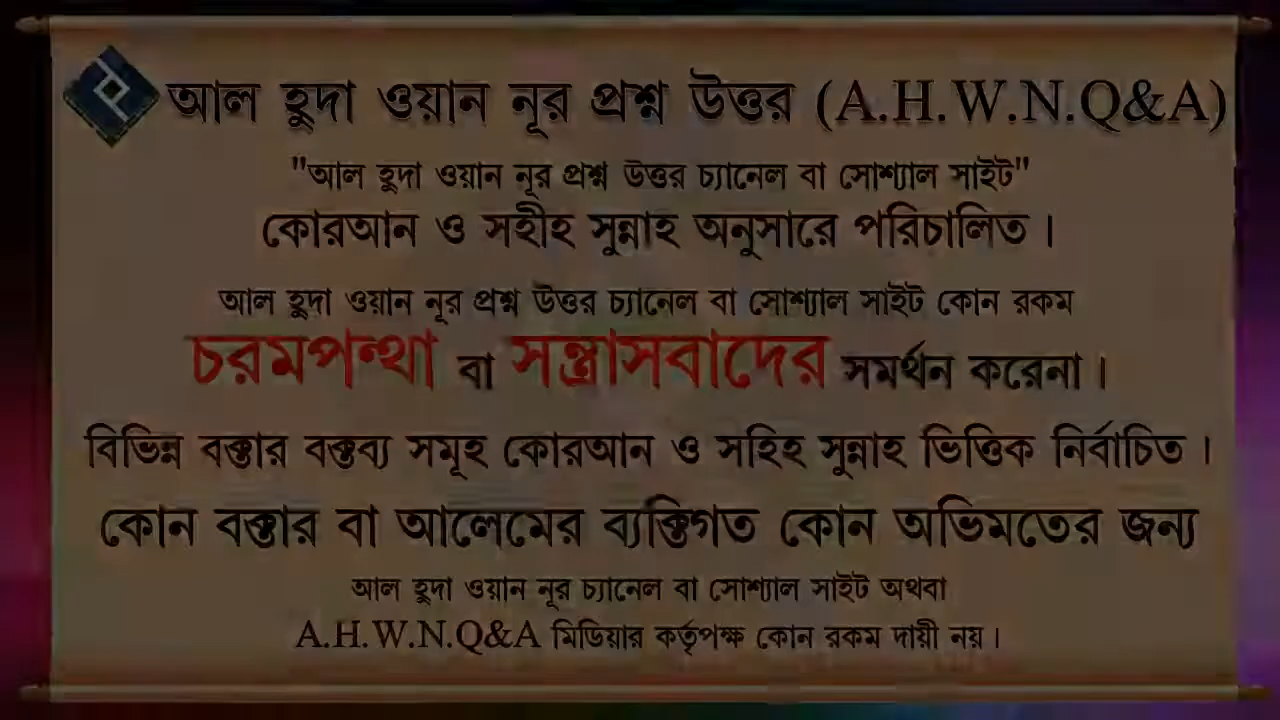 আল হুদা ওয়ান নূর প্রশ্ন উত্তর (A.H.W.N.Q&A)
"আল হুদা ওয়ান নূর প্রশ্ন উত্তর চ্যানেল বা সোশ্যাল সাইট"
কোরআন ও সহীহ সুন্নাহ অনুসারে পরিচালিত।
আল হুদা ওয়ান নূর প্রশ্ন উত্তর চ্যানেল বা সোশ্যাল সাইট কোন রকম
চরমপন্থা বা সন্ত্রাসবাদের সমর্থন করেনা।
বিভিন্ন বক্তার বক্তব্য সমূহ কোরআন ও সহিহ সুন্নাহ ভিত্তিক নির্বাচিত।
কোন বক্তার বা আলেমের ব্যক্তিগত কোন অভিমতের জন্য
আল হুদা ওয়ান নূর চ্যানেল বা সোশ্যাল সাইট অথবা
A.H.W.N.Q&A মিডিয়ার কর্তৃপক্ষ কোন রকম দায়ী নয়।